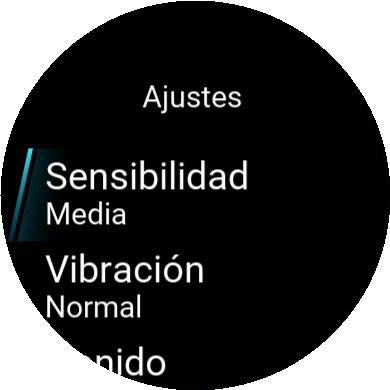 Ajustes
Sensibilidad
Media
Vibración
Normal